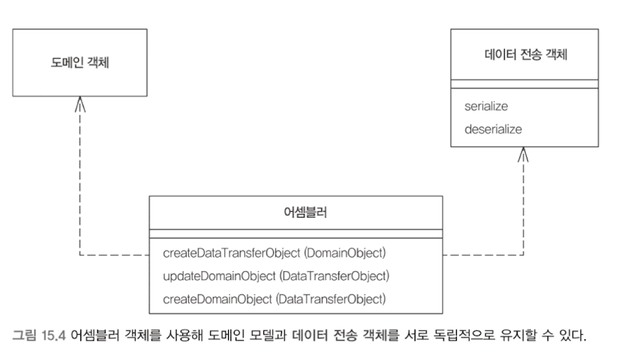 도메인 객체
데이터 전송 객체
serialize
deserialize
어셈블러
createDataTransferObject (DomainObject)
updateDomainObject (DataTransferObject)
createDomainObject (DataTransferObject)
그림 15.4 어셈블러 객체를 사용해 도메인 모델과 데이터 전송 객체를 서로 독립적으로 유지할 수 있다.